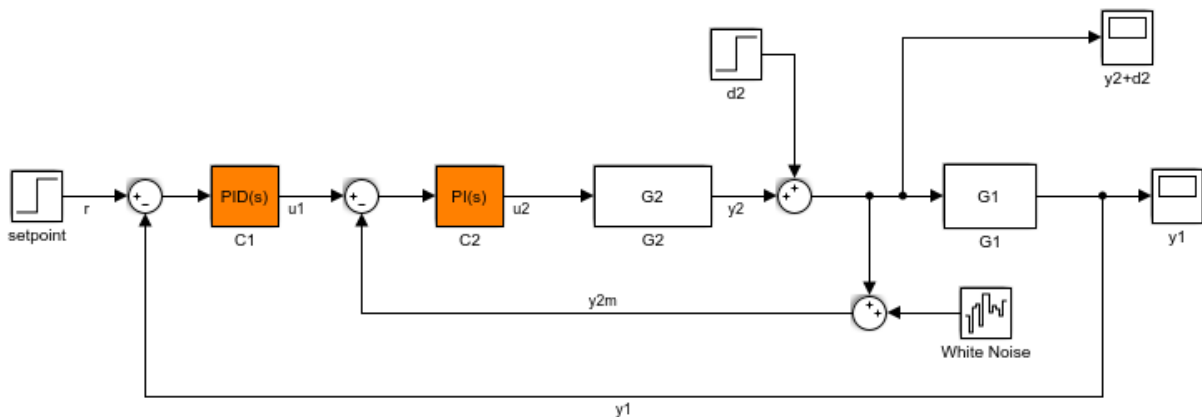 y2+d2
d2
PID(s)
PI(s)
G2
G1
r
u1
u2
y2
setpoint
C1
C2
G2
G1
y1
y2m
White Noise
y1